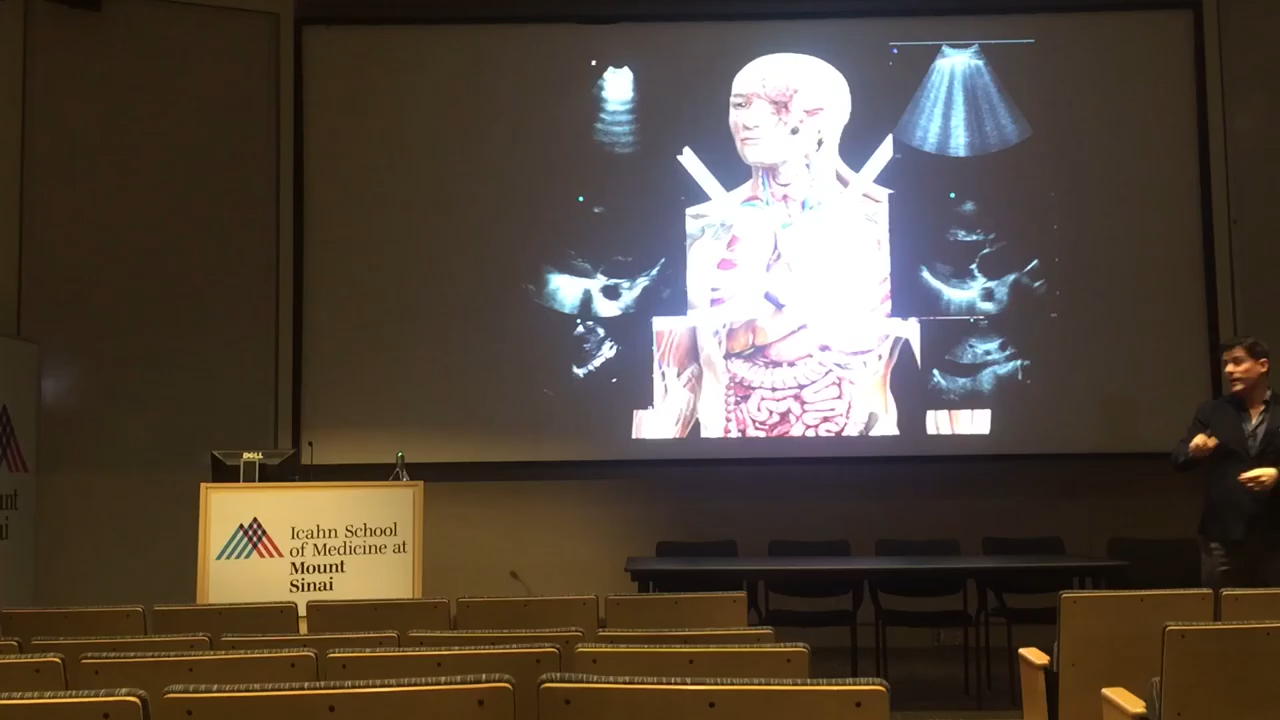 DELL
Icahn School
of Medicine at
Mount
Sinai